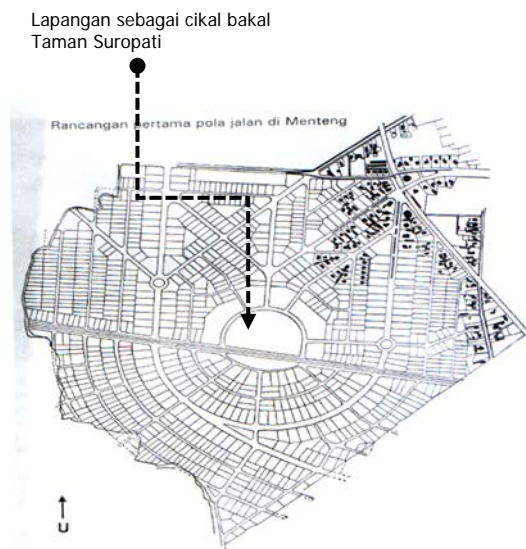 Lapangan sebagai cikal bakal
Taman Suropati
Rancangan pertama pola jalan di Menteng
U